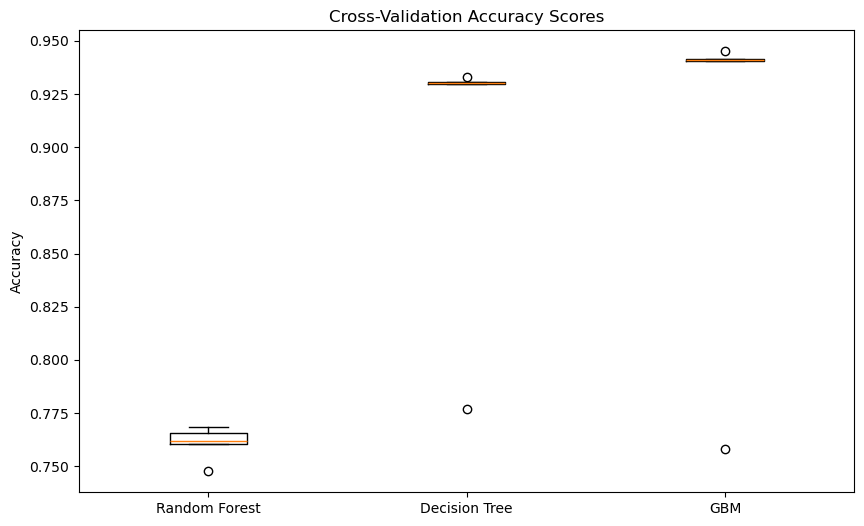 Cross-Validation Accuracy Scores
Accuracy
0.950
0.925
0.900
0.875
0.850
0.825
0.800
0.775
0.750
Random Forest
Decision Tree
GBM